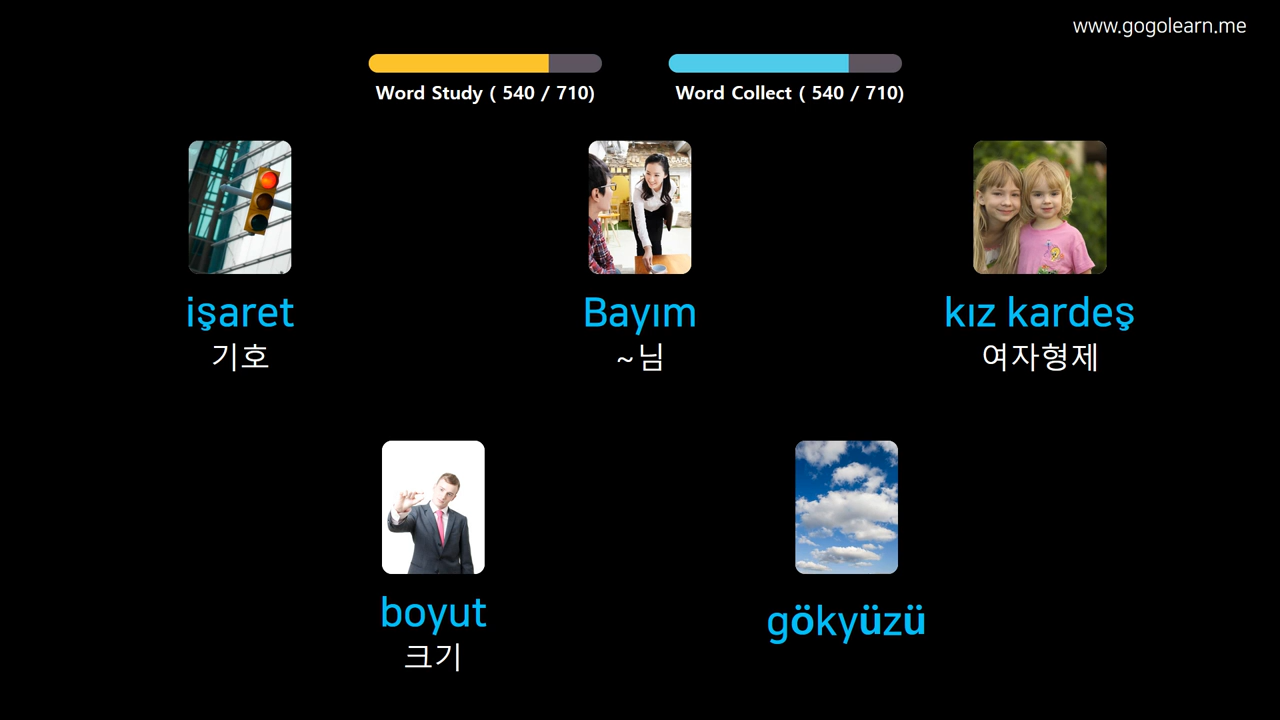 www.gogolearn.me
Word Study ( 540 / 710)
Word Collect ( 540 / 710)
işaret
기호
Bayım
~님
kız kardeş
여자형제
boyut
크기
gökyüzü